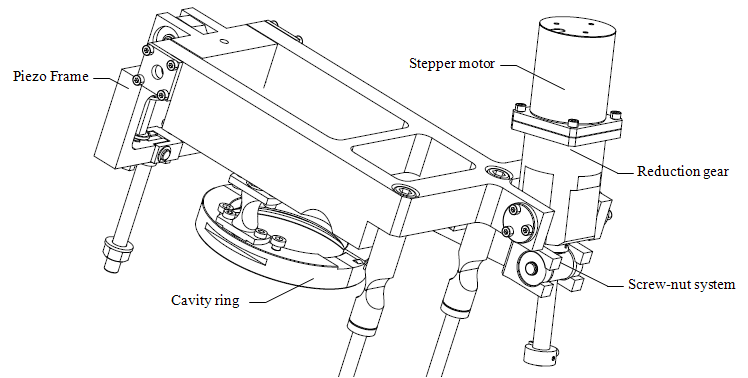 Stepper motor
Piezo Frame
Reduction gear
Screw-nut system
Cavity ring